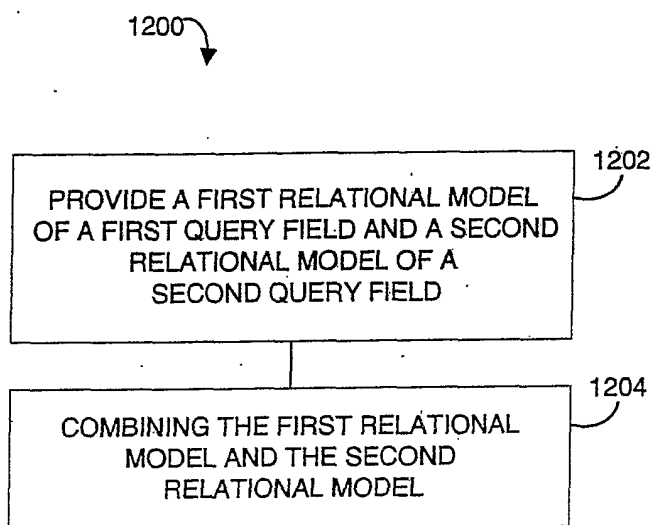 1200
1202
PROVIDE A FIRST RELATIONAL MODEL
OF A FIRST QUERY FIELD AND A SECOND
RELATIONAL MODEL OF A
SECOND QUERY FIELD
1204
COMBINING THE FIRST RELATIONAL
MODEL AND THE SECOND
RELATIONAL MODEL